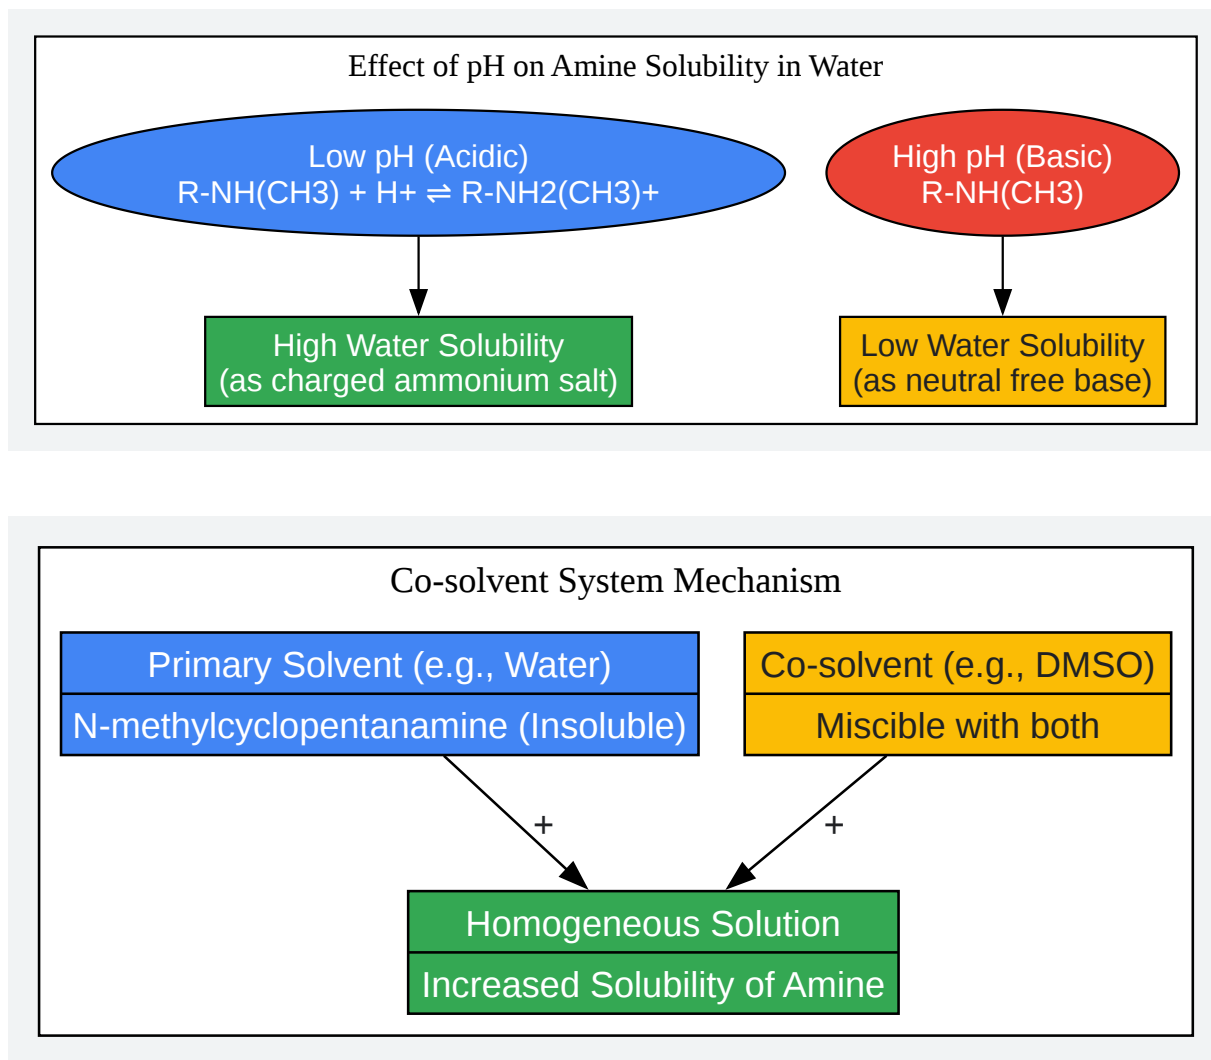 Effect of pH on Amine Solubility in Water
Low pH (Acidic)
R-NH(CH3) + H+ ⇌ R-NH2(CH3)+
High pH (Basic)
R-NH(CH3)
High Water Solubility
(as charged ammonium salt)
Low Water Solubility
(as neutral free base)
Co-solvent System Mechanism
Primary Solvent (e.g., Water)
N-methylcyclopentanamine (Insoluble)
Co-solvent (e.g., DMSO)
Miscible with both
+
+
Homogeneous Solution
Increased Solubility of Amine